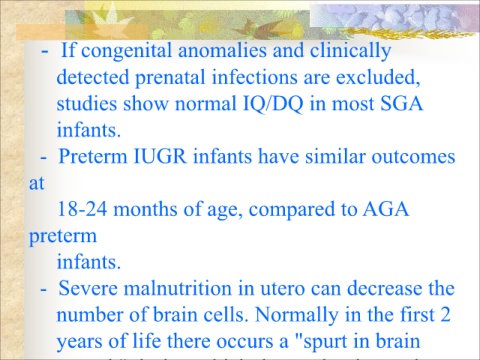 - If congenital anomalies and clinically
detected prenatal infections are excluded,
studies show normal IQ/DQ in most SGA
infants.
- Preterm IUGR infants have similar outcomes
at
18-24 months of age, compared to AGA
preterm
infants.
- Severe malnutrition in utero can decrease the
number of brain cells. Normally in the first 2
years of life there occurs a "spurt in brain